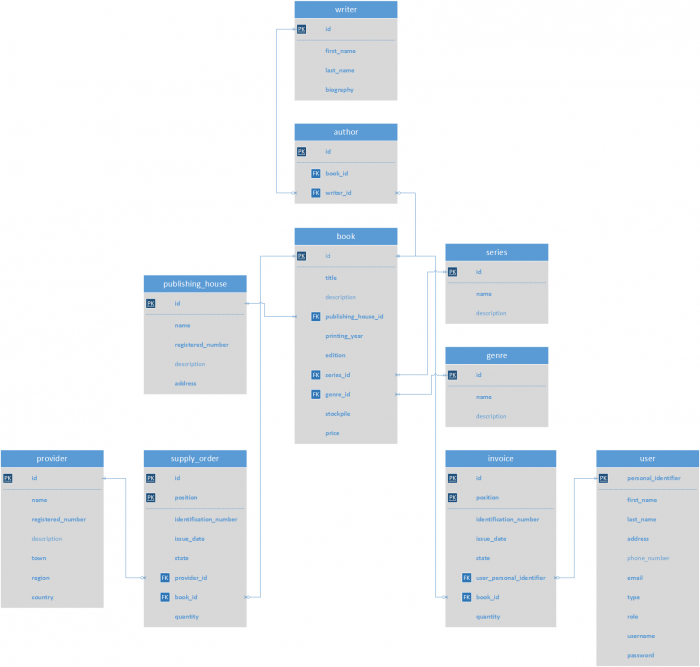 writer
PK id
first_name
last_name
biography
author
PK id
FK book_id
FK writer_id
book
PK id
title
description
FK publishing_house_id
printing_year
edition
FK series_id
FK genre_id
stockpile
price
series
PK id
name
description
publishing_house
PK id
name
registered_number
description
address
genre
PK id
name
description
provider
PK id
name
registered_number
description
town
region
country
supply_order
PK id
PK position
identification_number
issue_date
state
FK provider_id
FK book_id
quantity
invoice
PK id
PK position
identification_number
issue_date
state
FK user_personal_identifier
FK book_id
quantity
user
PK personal_identifier
first_name
last_name
address
phone_number
email
type
role
username
password